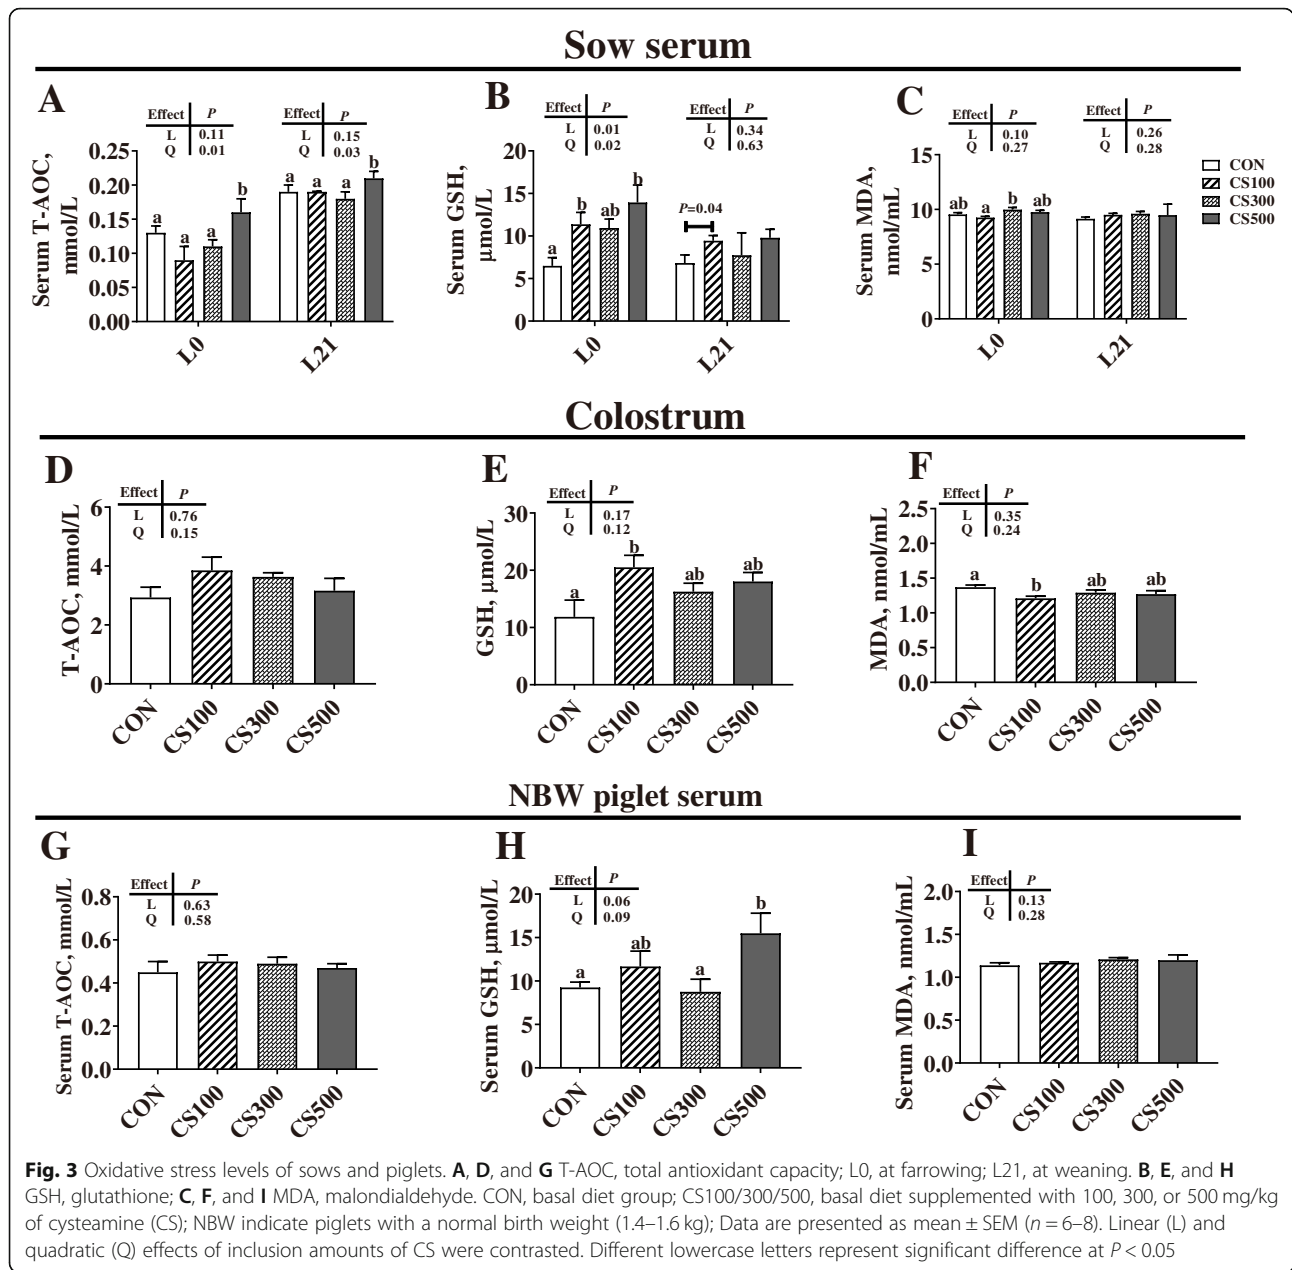 Sow serum
A
Effect P
L 0.11
Q 0.01
Effect P
L 0.15
Q 0.03
Serum T-AOC,
mmol/L
0.25
0.20
0.15
0.10
0.05
0.00
a a a b
a a a b
L0 L21
B
Effect P
L 0.01
Q 0.02
Effect P
L 0.34
Q 0.63
Serum GSH,
μmol/L
20
15
10
5
0
a b ab b
P=0.04
L0 L21
C
Effect P
L 0.10
Q 0.27
Effect P
L 0.26
Q 0.28
Serum MDA,
nmol/mL
15
10
5
0
ab a b ab
L0 L21
CON
CS100
CS300
CS500
Colostrum
D
Effect P
L 0.76
Q 0.15
T-AOC, mmol/L
6
4
2
0
CON CS100 CS300 CS500
E
Effect P
L 0.17
Q 0.12
GSH, μmol/L
30
20
10
0
a b ab ab
CON CS100 CS300 CS500
F
Effect P
L 0.35
Q 0.24
MDA, nmol/mL
2.5
2.0
1.5
1.0
0.5
0.0
a b ab ab
CON CS100 CS300 CS500
NBW piglet serum
G
Effect P
L 0.63
Q 0.58
Serum T-AOC, mmol/L
0.8
0.6
0.4
0.2
0.0
CON CS100 CS300 CS500
H
Effect P
L 0.06
Q 0.09
Serum GSH, μmol/L
20
15
10
5
0
a ab a b
CON CS100 CS300 CS500
I
Effect P
L 0.13
Q 0.28
Serum MDA, nmol/mL
2.0
1.5
1.0
0.5
0.0
CON CS100 CS300 CS500
Fig. 3 Oxidative stress levels of sows and piglets. A, D, and G T-AOC, total antioxidant capacity; L0, at farrowing; L21, at weaning. B, E, and H
GSH, glutathione; C, F, and I MDA, malondialdehyde. CON, basal diet group; CS100/300/500, basal diet supplemented with 100, 300, or 500 mg/kg
of cysteamine (CS); NBW indicate piglets with a normal birth weight (1.4–1.6 kg); Data are presented as mean ± SEM (n = 6–8). Linear (L) and
quadratic (Q) effects of inclusion amounts of CS were contrasted. Different lowercase letters represent significant difference at P < 0.05